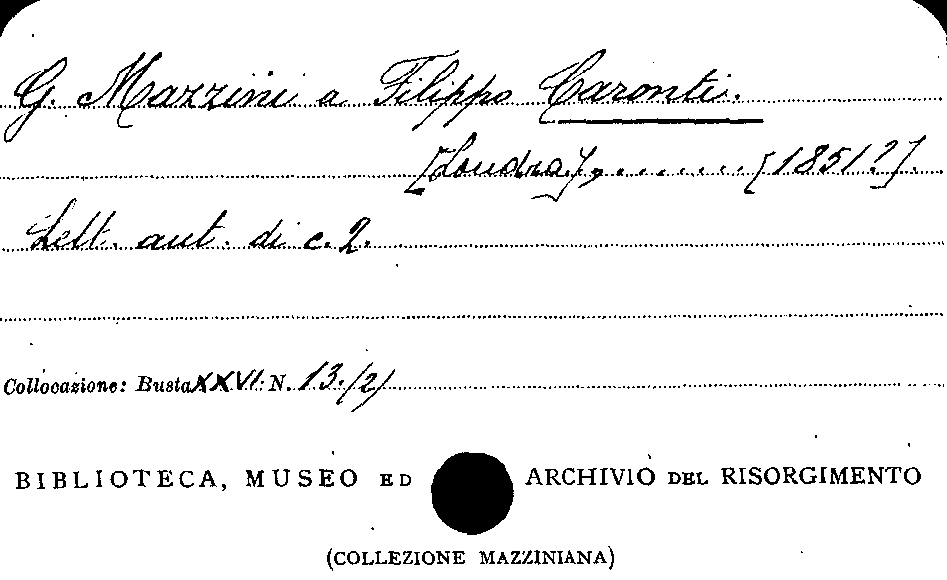 G. Mazzini a Filippo Caronti.
[Londra], ....... [1851?].
Lett. aut. di c. 2.
Collocazione: Busta XXVI. N. 13./2/
BIBLIOTECA, MUSEO ED ARCHIVIO DEL RISORGIMENTO
(COLLEZIONE MAZZINIANA)